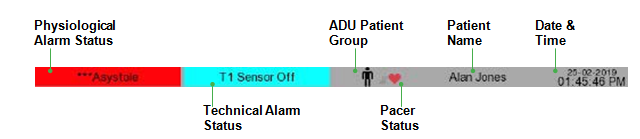 Physiological
Alarm Status
ADU Patient
Group
Patient
Name
Date &
Time
***Asystole
T1 Sensor Off
Alan Jones
25-02-2019
01:45:46 PM
Technical Alarm
Status
Pacer
Status